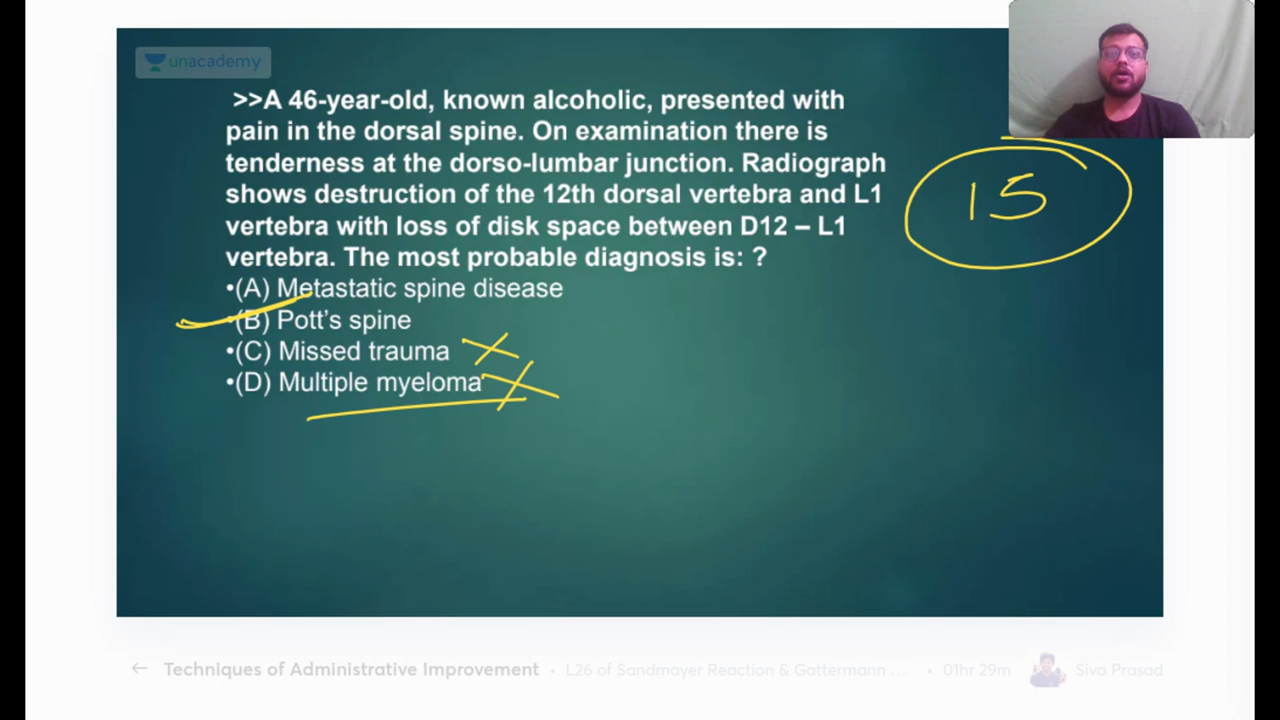 unacademy
>>A 46-year-old, known alcoholic, presented with
pain in the dorsal spine. On examination there is
tenderness at the dorso-lumbar junction. Radiograph
shows destruction of the 12th dorsal vertebra and L1
vertebra with loss of disk space between D12 – L1
vertebra. The most probable diagnosis is: ?
•(A) Metastatic spine disease
•(B) Pott's spine
•(C) Missed trauma
•(D) Multiple myeloma
15
← Techniques of Administrative Improvement • L26 of Sandmayer Reaction & Gattermann ... • 01hr 29m Siva Prasad